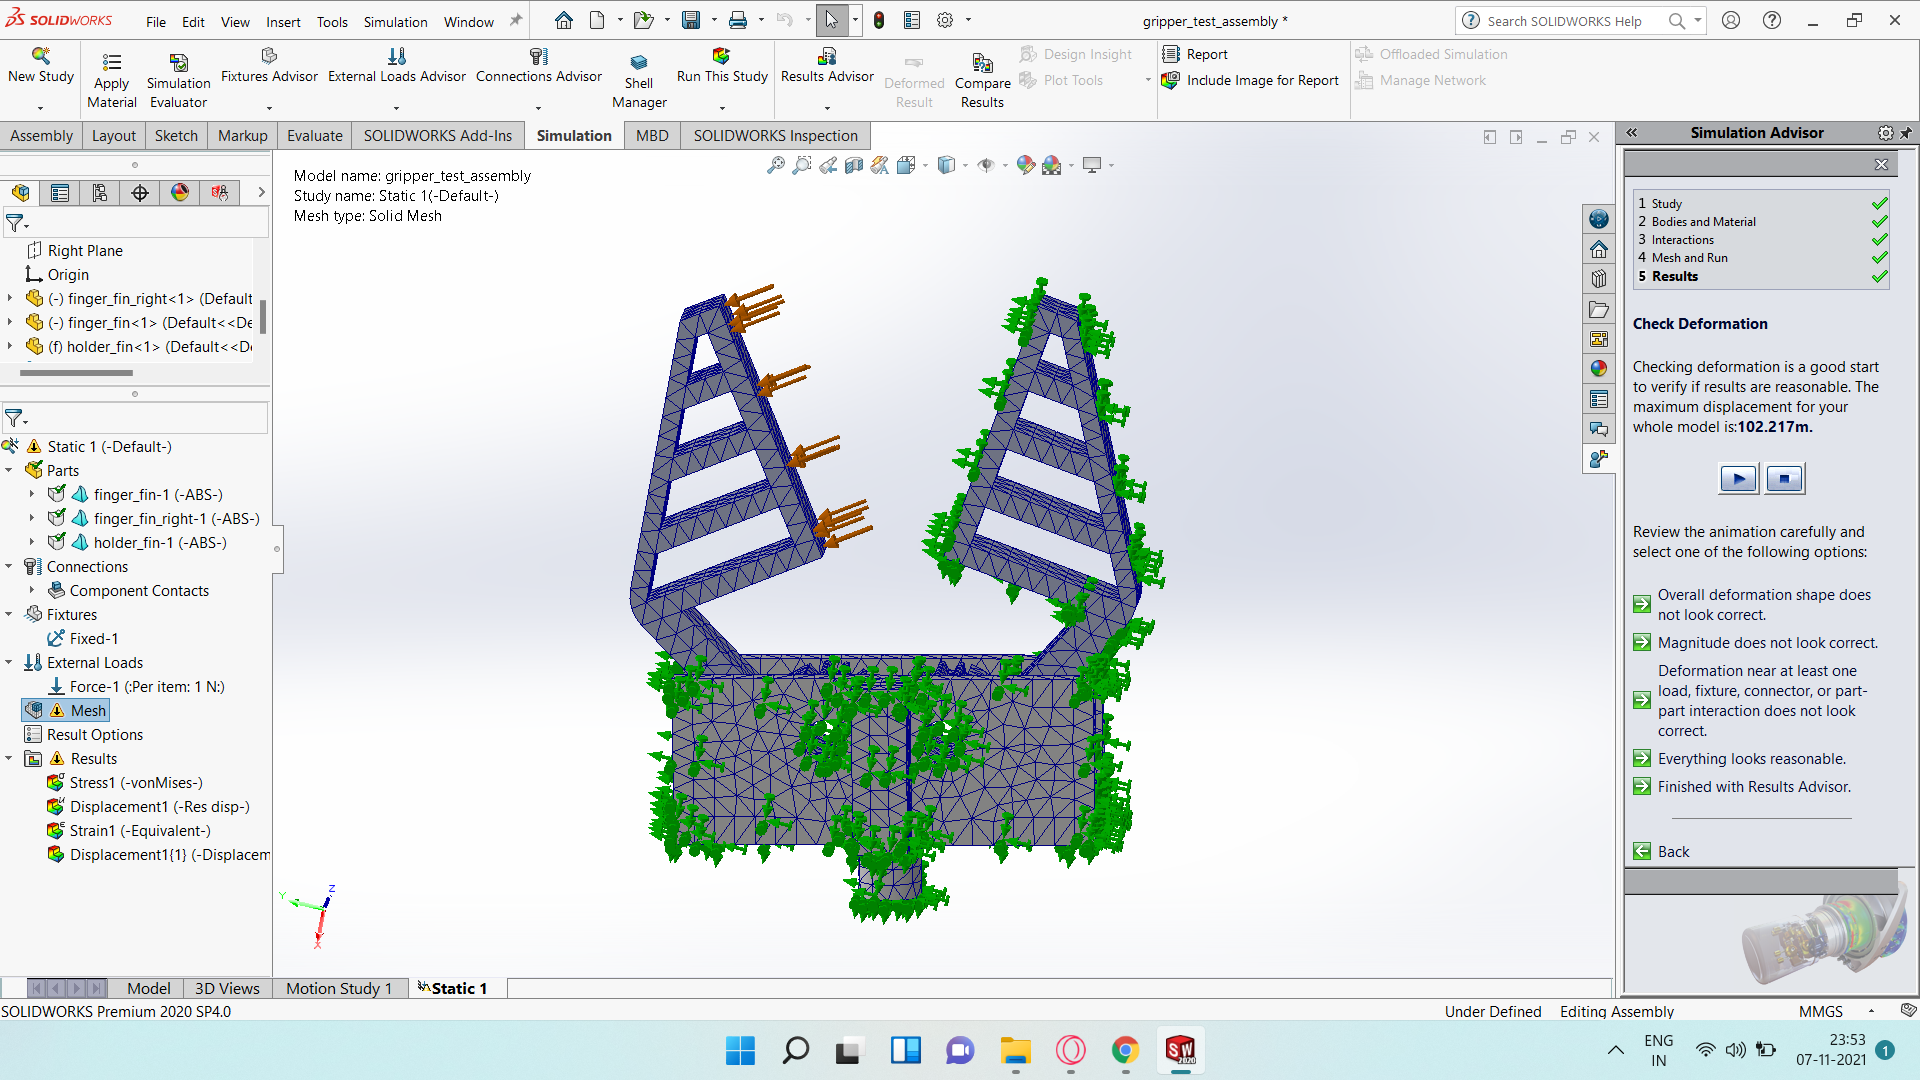 SOLIDWORKS
File Edit View Insert Tools Simulation Window
gripper_test_assembly *
Search SOLIDWORKS Help
New Study
Apply Material
Simulation Evaluator
Fixtures Advisor
External Loads Advisor
Connections Advisor
Shell Manager
Run This Study
Results Advisor
Deformed Result
Compare Results
Design Insight
Plot Tools
Report
Include Image for Report
Offloaded Simulation
Manage Network
Assembly Layout Sketch Markup Evaluate SOLIDWORKS Add-Ins Simulation MBD SOLIDWORKS Inspection
Right Plane
Origin
(-) finger_fin_right<1> (Default
(-) finger_fin<1> (Default<<De
(f) holder_fin<1> (Default<<D
Static 1 (-Default-)
Parts
finger_fin-1 (-ABS-)
finger_fin_right-1 (-ABS-)
holder_fin-1 (-ABS-)
Connections
Component Contacts
Fixtures
Fixed-1
External Loads
Force-1 (:Per item: 1 N:)
Mesh
Result Options
Results
Stress1 (-vonMises-)
Displacement1 (-Res disp-)
Strain1 (-Equivalent-)
Displacement1{1} (-Displacem
Model name: gripper_test_assembly
Study name: Static 1(-Default-)
Mesh type: Solid Mesh
Y
Z
X
Simulation Advisor
1 Study
2 Bodies and Material
3 Interactions
4 Mesh and Run
5 Results
Check Deformation
Checking deformation is a good start
to verify if results are reasonable. The
maximum displacement for your
whole model is:102.217m.
Review the animation carefully and
select one of the following options:
Overall deformation shape does
not look correct.
Magnitude does not look correct.
Deformation near at least one
load, fixture, connector, or part-
part interaction does not look
correct.
Everything looks reasonable.
Finished with Results Advisor.
Back
Model 3D Views Motion Study 1 Static 1
SOLIDWORKS Premium 2020 SP4.0
Under Defined Editing Assembly MMGS
SW
2020
ENG
IN
23:53
07-11-2021
1